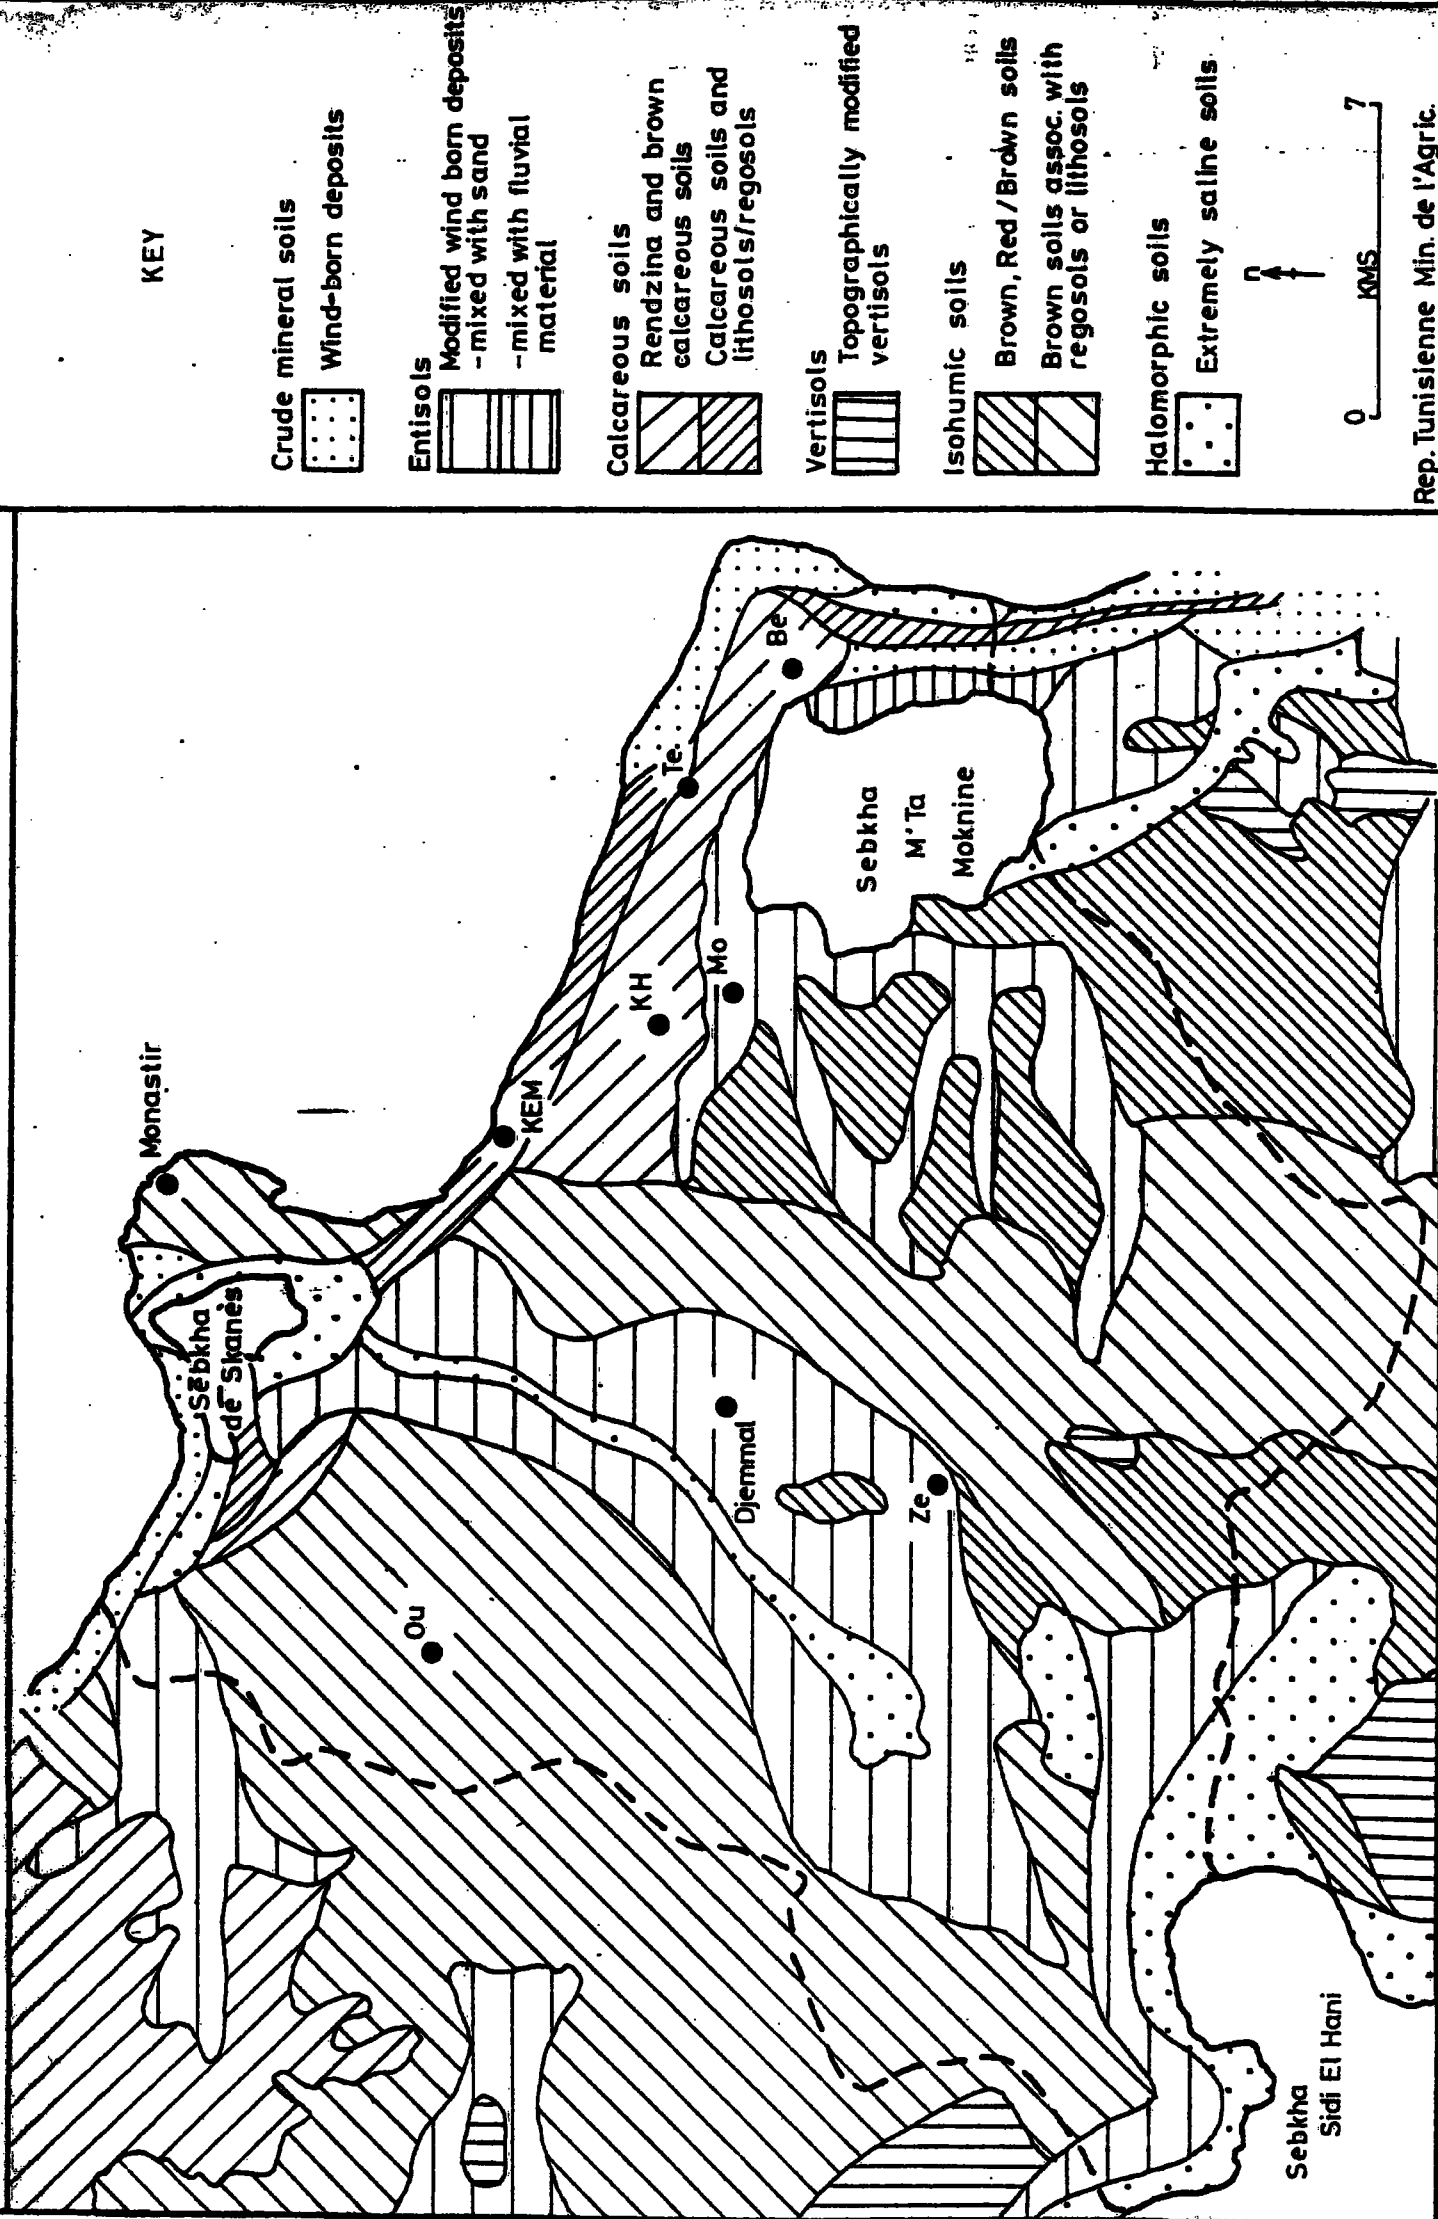 KEY
Crude mineral soils
Wind-born deposits
Entisols
Modified wind born deposits
-mixed with sand
-mixed with fluvial
material
Calcareous soils
Rendzina and brown
calcareous soils
Calcareous soils and
lithosols/regosols
Vertisols
Topographically modified
vertisols
Isohumic soils
Brown, Red/Brown soils
Brown soils assoc. with
regosols or lithosols
Halomorphic soils
Extremely saline soils
n
0 7
KMS
Rep. Tunisienne Min. de l'Agric.
Monastir
Sebkha
de Skanès
KEM
KH
Te
Be
Mo
Sebkha
M'Ta
Moknine
Ou
Djemmal
Ze
Sebkha
Sidi El Hani